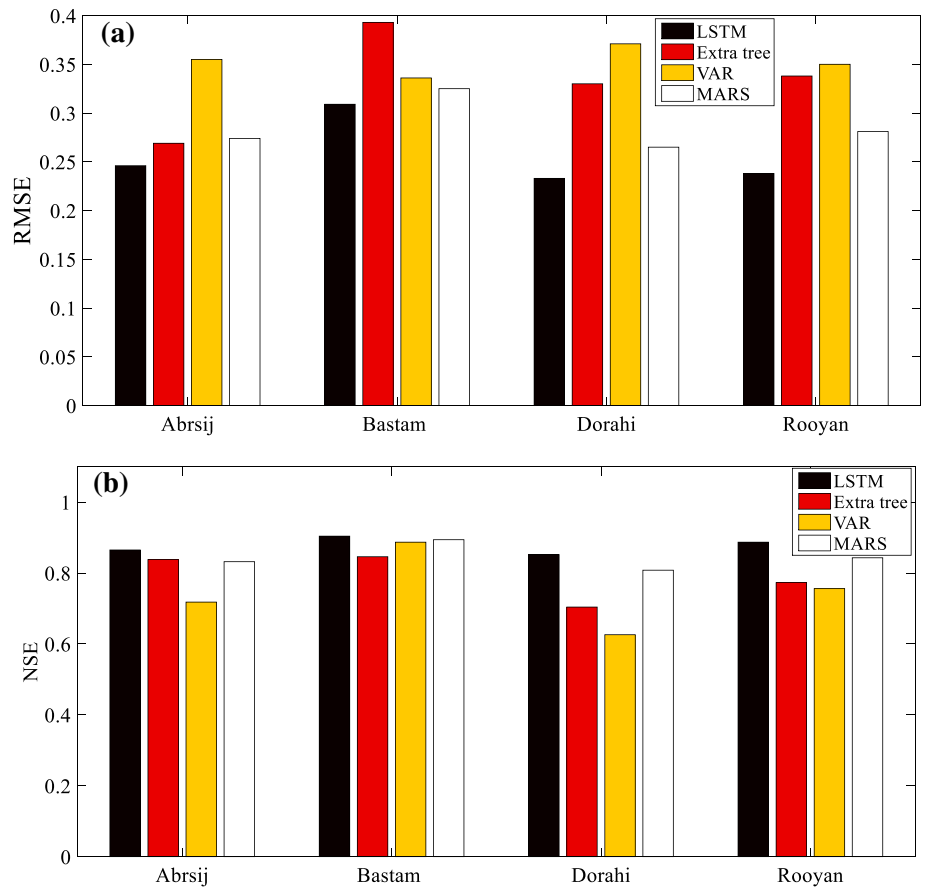 (a)
LSTM
Extra tree
VAR
MARS
RMSE
0.4
0.35
0.3
0.25
0.2
0.15
0.1
0.05
0
Abrsij Bastam Dorahi Rooyan
(b)
LSTM
Extra tree
VAR
MARS
NSE
1
0.8
0.6
0.4
0.2
0
Abrsij Bastam Dorahi Rooyan